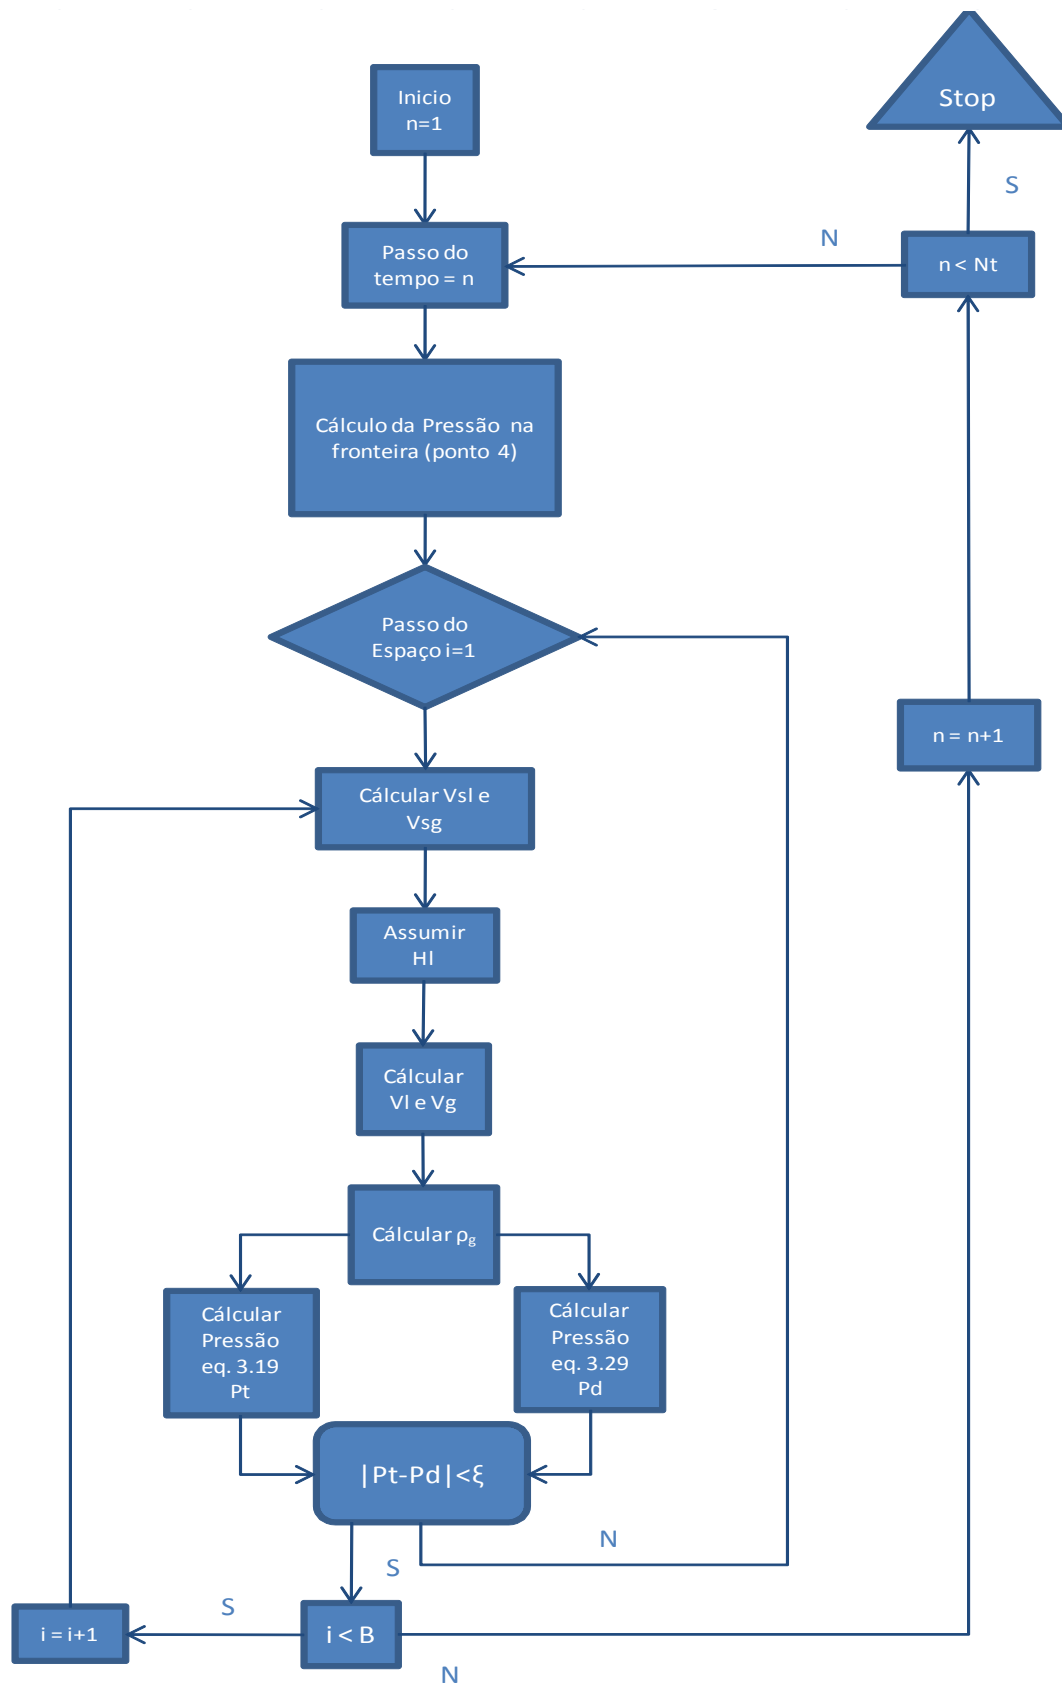 Inicio
n=1
Stop
S
N
Passo do
tempo = n
n < Nt
Cálculo da Pressão na
fronteira (ponto 4)
Passo do
Espaço i=1
n = n+1
Cálcular Vsl e
Vsg
Assumir
Hl
Cálcular
Vl e Vg
Cálcular ρg
Cálcular
Pressão
eq. 3.19
Pt
Cálcular
Pressão
eq. 3.29
Pd
|Pt-Pd|<ξ
N
S
S
i = i+1
i < B
N